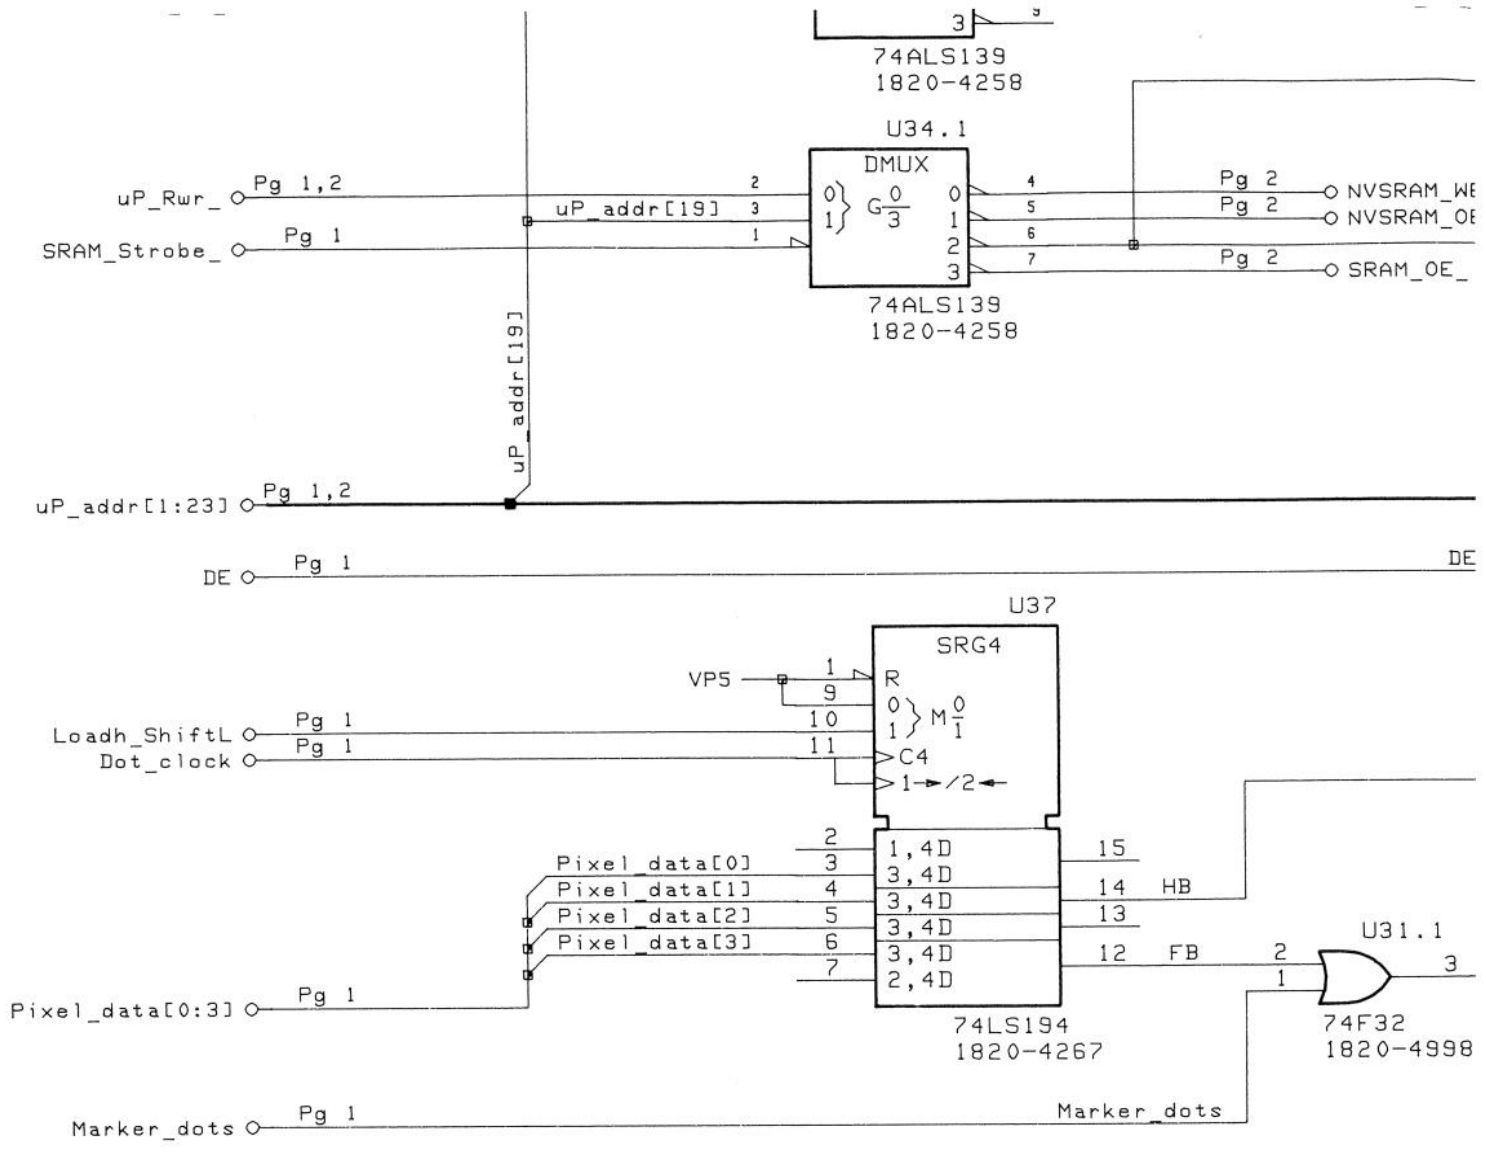 3 9
74ALS139
1820-4258
U34.1
DMUX
uP_Rwr_ Pg 1,2 2 0 G 0 0 4 Pg 2
uP_addr[19] 3 1 3 1 5 Pg 2 NVSRAM_WE
NVSRAM_OE
SRAM_Strobe_ Pg 1 1 2 6
3 7 Pg 2 SRAM_OE_
74ALS139
1820-4258
uP_addr[19]
uP_addr[1:23] Pg 1,2
DE Pg 1 DE
U37
SRG4
VP5 1 R
9 0 M 0
Loadh_ShiftL Pg 1 10 1 1
Dot_clock Pg 1 11 C4
1→/2←
2 1,4D 15
Pixel_data[0] 3 3,4D
Pixel_data[1] 4 3,4D 14 HB
Pixel_data[2] 5 3,4D 13
Pixel_data[3] 6 3,4D 12 FB 2 U31.1 3
7 2,4D 1
Pixel_data[0:3] Pg 1
74LS194 74F32
1820-4267 1820-4998
Marker_dots Pg 1 Marker_dots